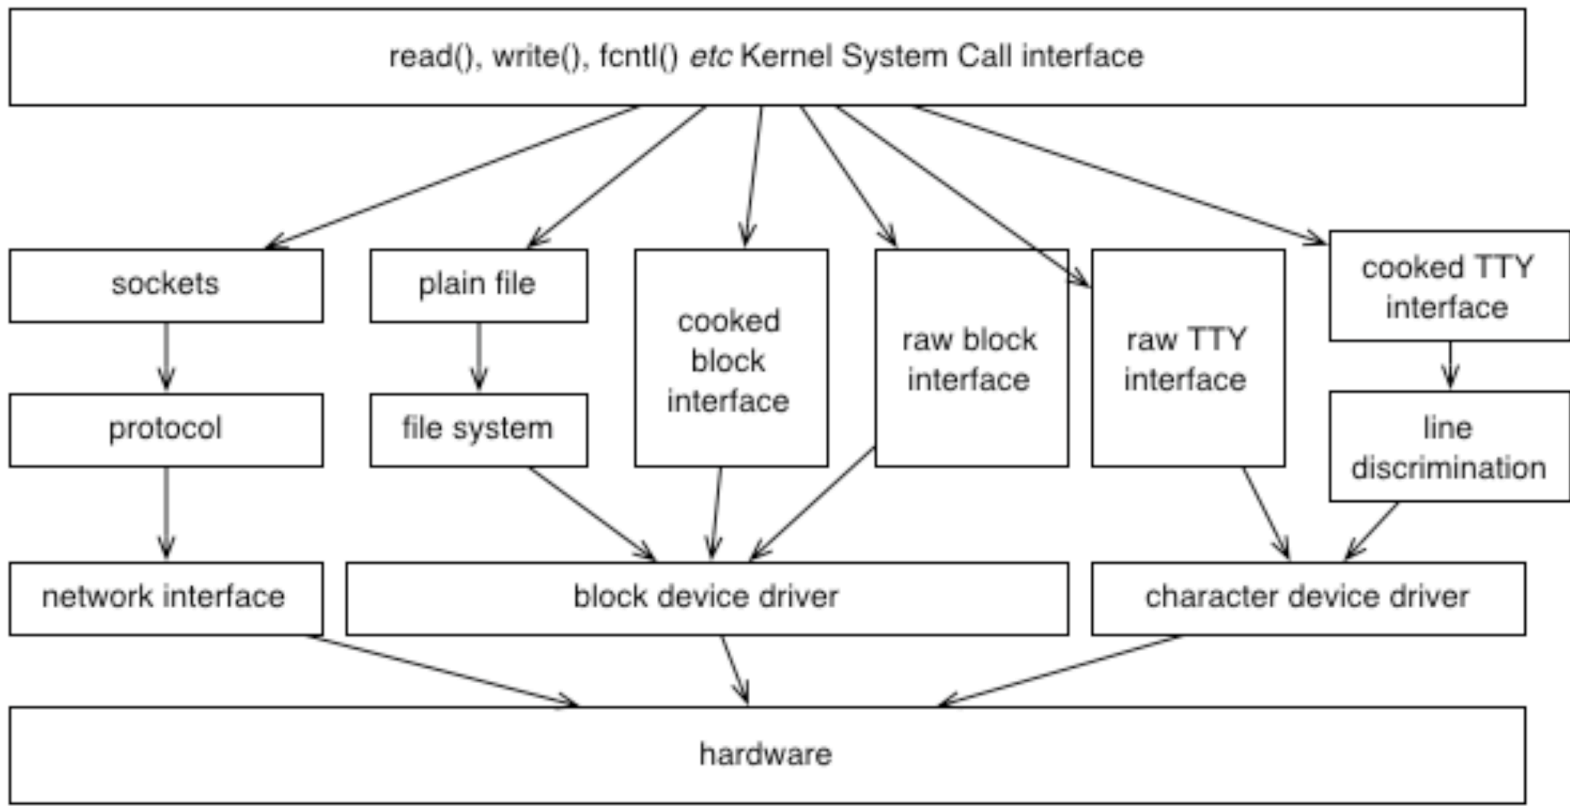 read(), write(), fcntl() etc Kernel System Call interface
sockets
plain file
cooked
block
interface
raw block
interface
raw TTY
interface
cooked TTY
interface
protocol
file system
line
discrimination
network interface
block device driver
character device driver
hardware